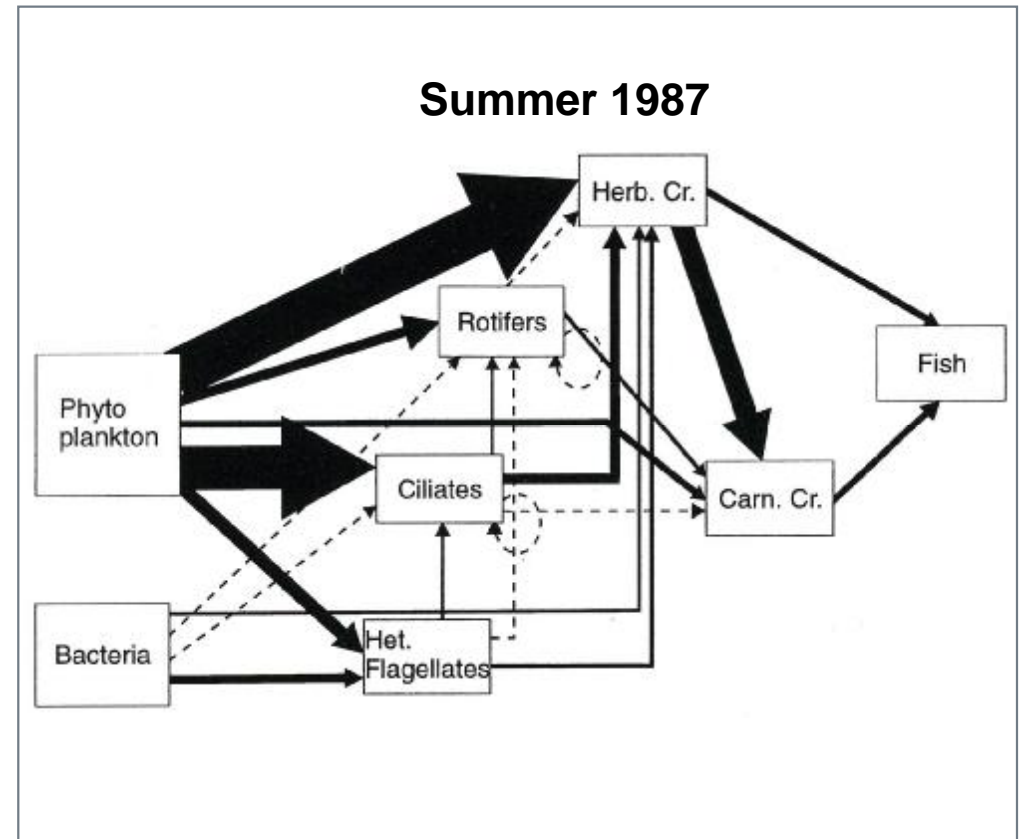 Summer 1987
Herb. Cr.
Rotifers
Fish
Phyto
plankton
Ciliates
Carn. Cr.
Bacteria
Het.
Flagellates